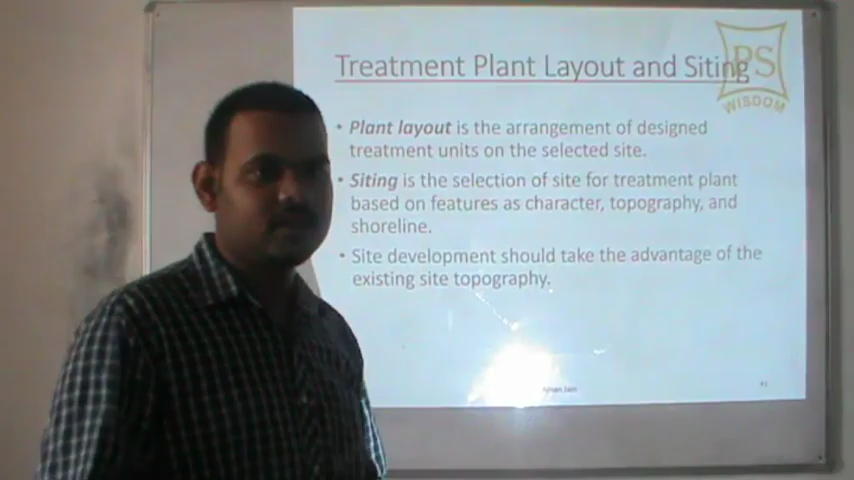 Treatment Plant Layout and Siting
PS
WISDOM
• Plant layout is the arrangement of designed
treatment units on the selected site.
• Siting is the selection of site for treatment plant
based on features as character, topography, and
shoreline.
• Site development should take the advantage of the
existing site topography.